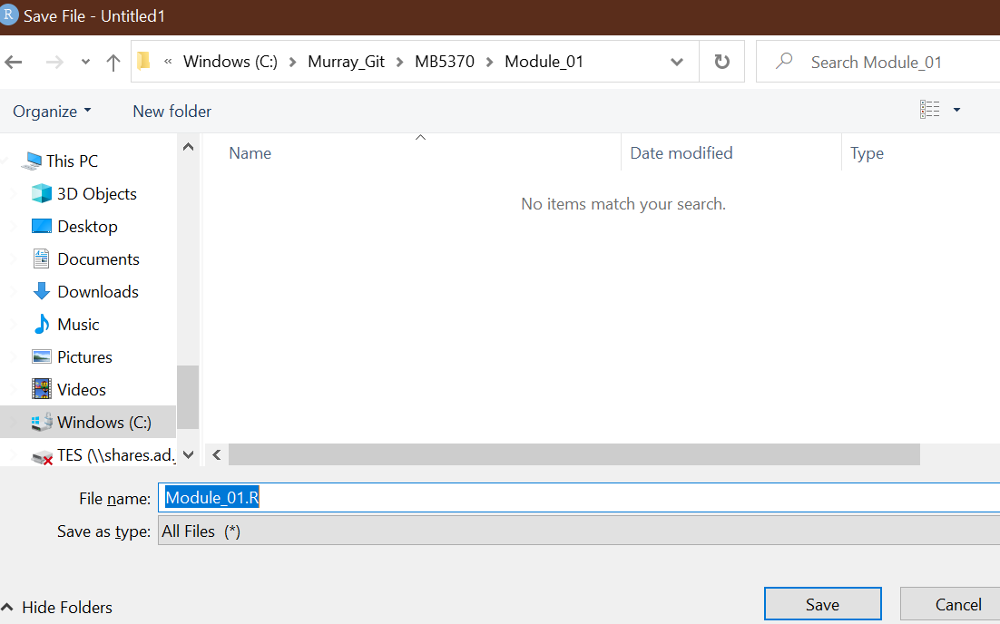 R Save File - Untitled1
« Windows (C:) > Murray_Git > MB5370 > Module_01 Search Module_01
Organize New folder
Name Date modified Type
No items match your search.
This PC
3D Objects
Desktop
Documents
Downloads
Music
Pictures
Videos
Windows (C:)
TES (\\shares.ad.
File name: Module_01.R
Save as type: All Files (*)
Hide Folders Save Cancel